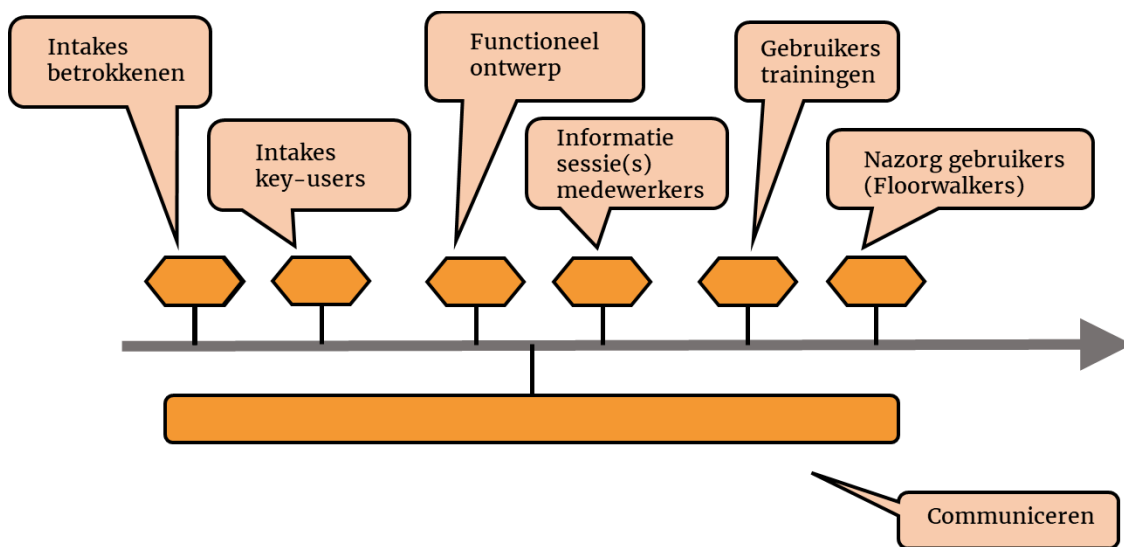 Intakes
betrokkenen
Intakes
key-users
Functioneel
ontwerp
Informatie
sessie(s)
medewerkers
Gebruikers
trainingen
Nazorg gebruikers
(Floorwalkers)
Communiceren